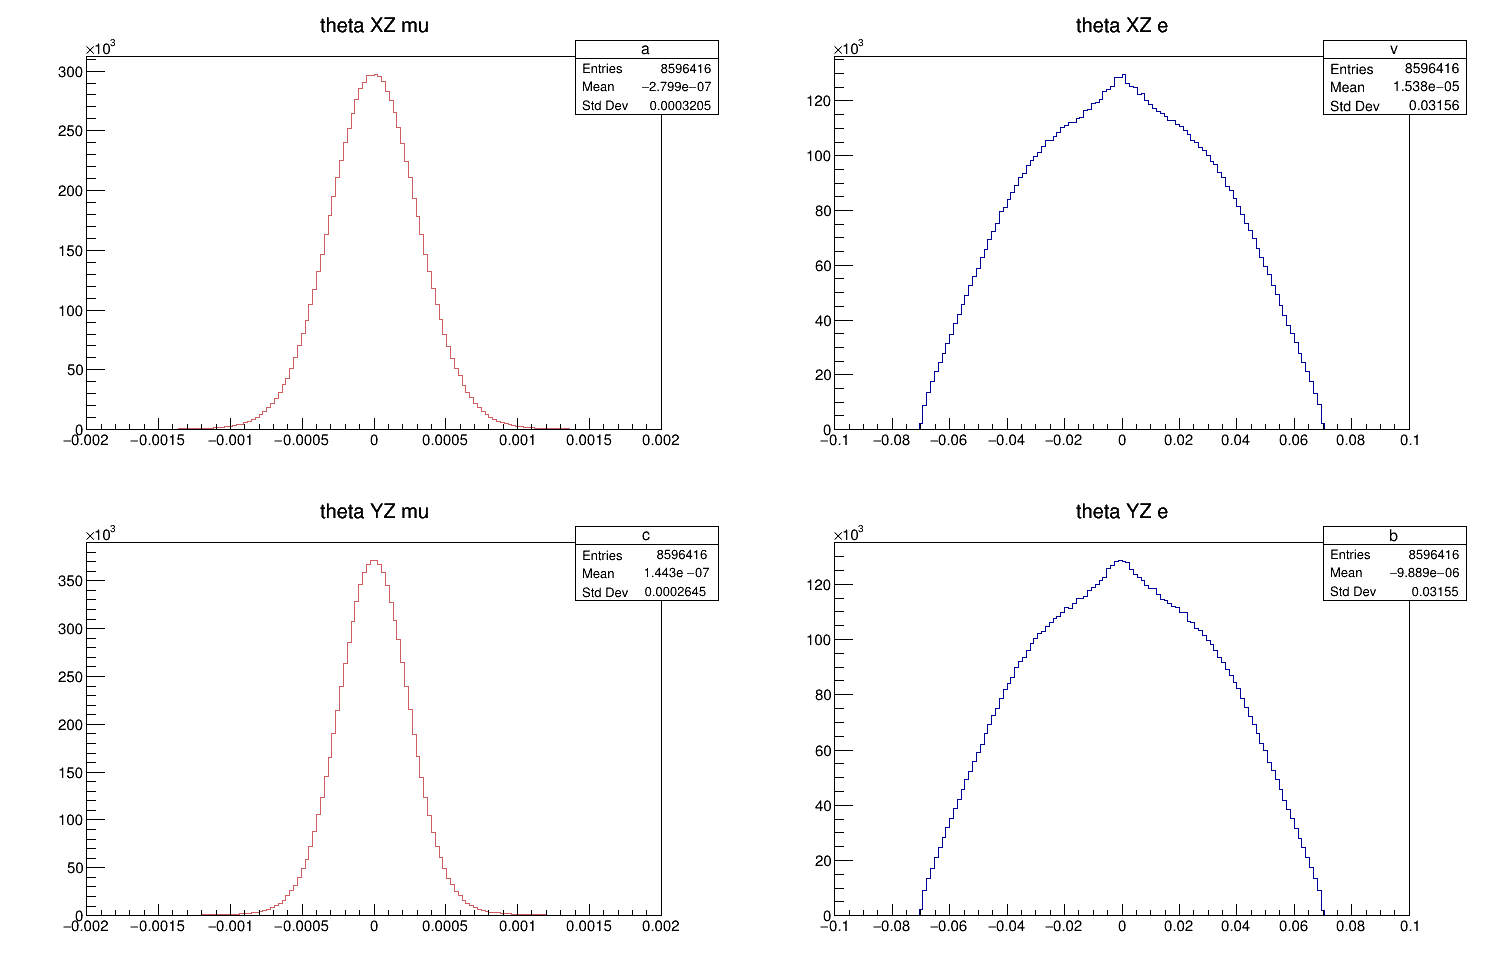 theta XZ mu
×10³
a
Entries 8596416
Mean −2.799e−07
Std Dev 0.0003205
300
250
200
150
100
50
0
−0.002 −0.0015 −0.001 −0.0005 0 0.0005 0.001 0.0015 0.002
theta XZ e
×10³
v
Entries 8596416
Mean 1.538e−05
Std Dev 0.03156
120
100
80
60
40
20
0
−0.1 −0.08 −0.06 −0.04 −0.02 0 0.02 0.04 0.06 0.08 0.1
theta YZ mu
×10³
c
Entries 8596416
Mean 1.443e−07
Std Dev 0.0002645
350
300
250
200
150
100
50
0
−0.002 −0.0015 −0.001 −0.0005 0 0.0005 0.001 0.0015 0.002
theta YZ e
×10³
b
Entries 8596416
Mean −9.889e−06
Std Dev 0.03155
120
100
80
60
40
20
0
−0.1 −0.08 −0.06 −0.04 −0.02 0 0.02 0.04 0.06 0.08 0.1